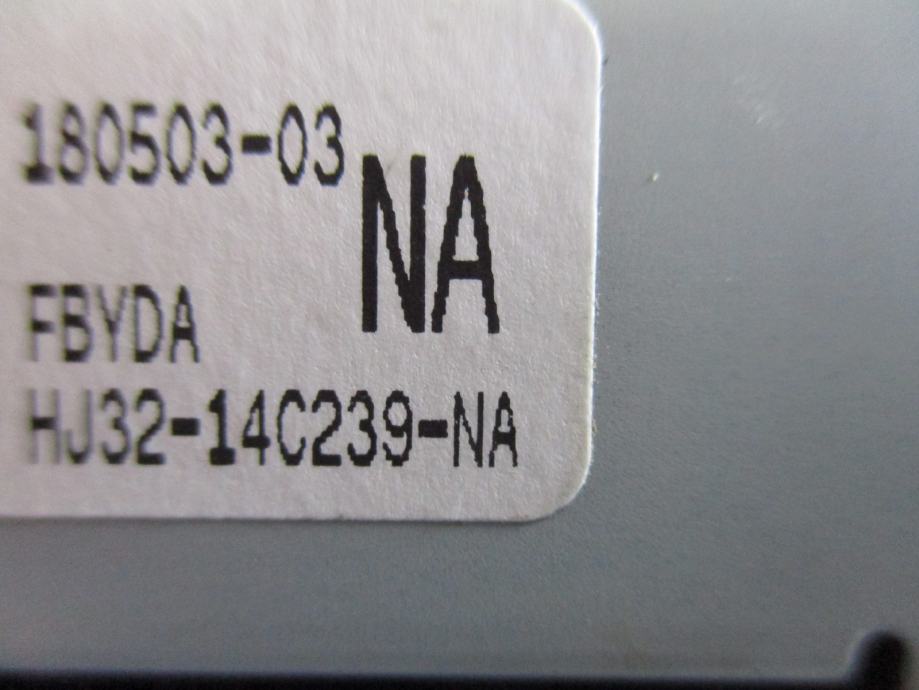 180503-03
NA
FBYDA
HJ32-14C239-NA